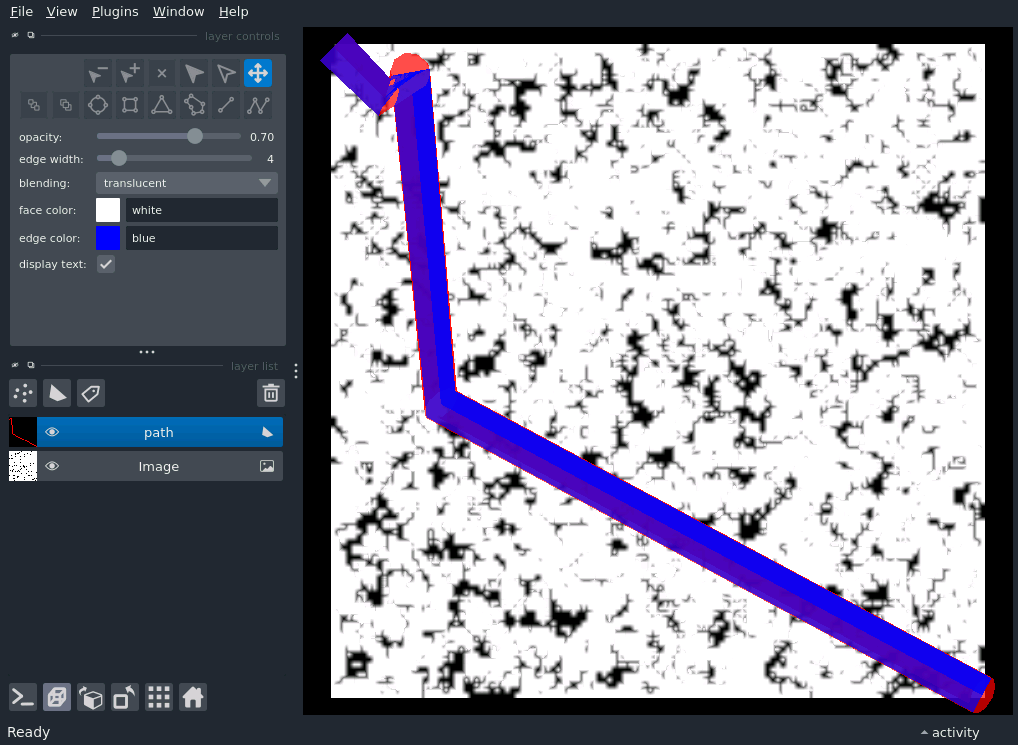 File View Plugins Window Help
layer controls
opacity: 0.70
edge width: 4
blending: translucent
face color: white
edge color: blue
display text:
layer list
path
Image
Ready
activity